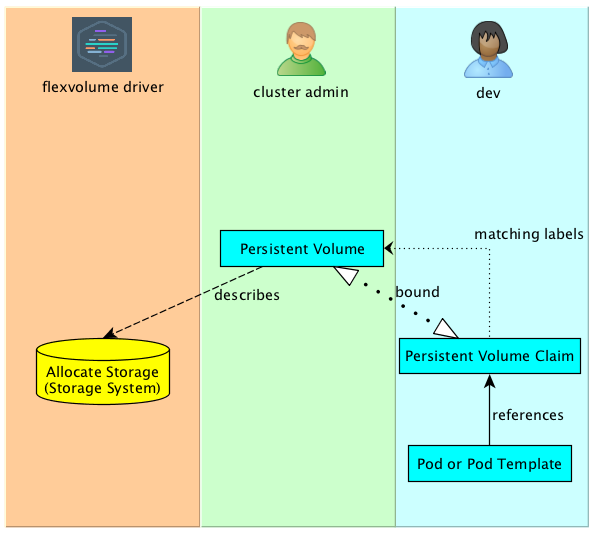 flexvolume driver
cluster admin
dev
matching labels
Persistent Volume
describes
bound
Persistent Volume Claim
Allocate Storage
(Storage System)
references
Pod or Pod Template